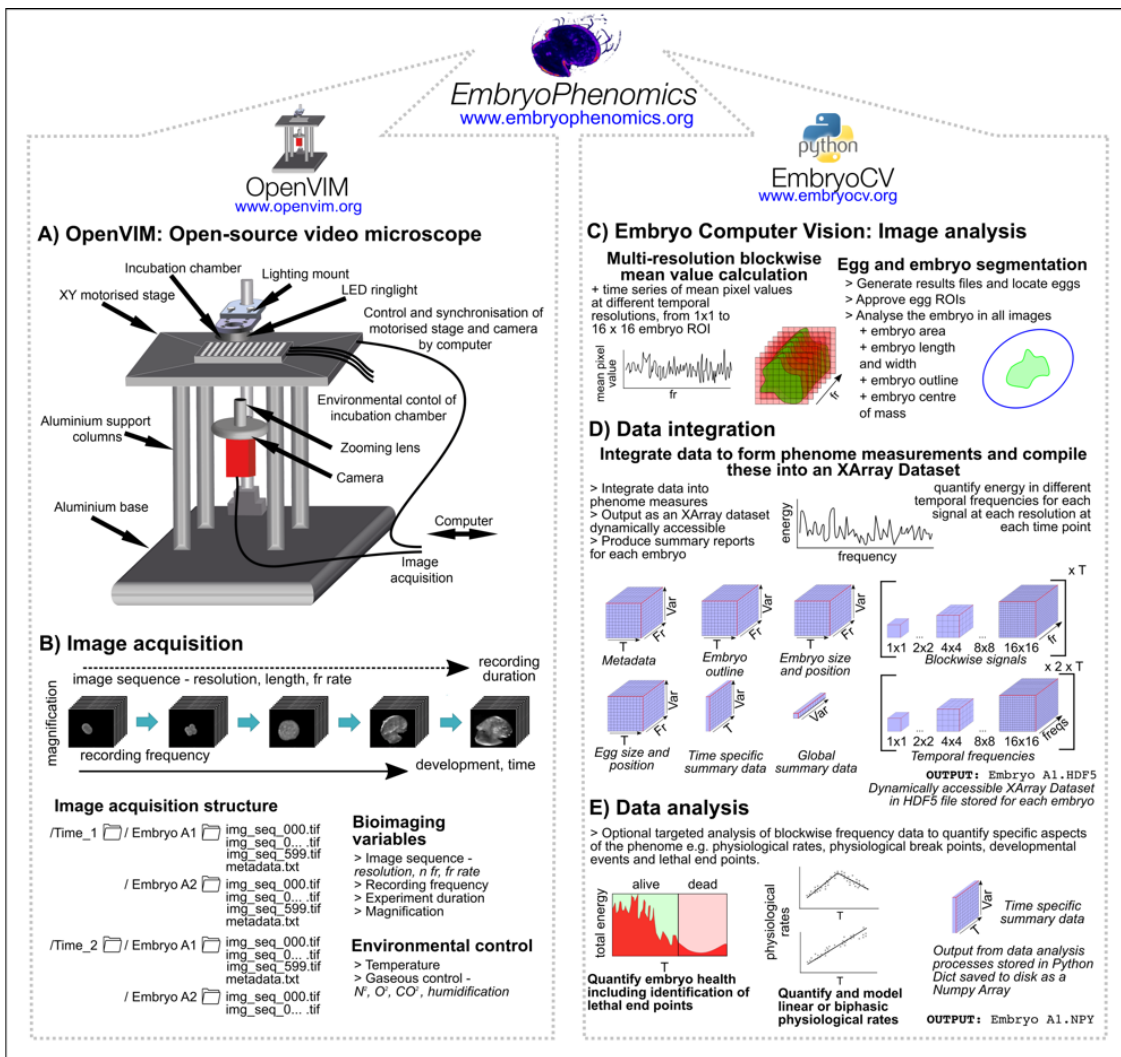 EmbryoPhenomics
www.embryophenomics.org
OpenVIM
www.openvim.org
A) OpenVIM: Open-source video microscope
Incubation chamber
Lighting mount
XY motorised stage
LED ringlight
Control and synchronisation of
motorised stage and camera
by computer
Environmental contol of
incubation chamber
Aluminium support
columns
Zooming lens
Camera
Aluminium base
Computer
Image
acquisition
B) Image acquisition
image sequence - resolution, length, fr rate
recording
duration
magnification
recording frequency
development, time
Image acquisition structure
/Time_1 / Embryo A1 img_seq_000.tif
img_seq_0... .tif
img_seq_599.tif
metadata.txt
/ Embryo A2 img_seq_000.tif
img_seq_0... .tif
img_seq_599.tif
metadata.txt
/Time_2 / Embryo A1 img_seq_000.tif
img_seq_0... .tif
img_seq_599.tif
metadata.txt
/ Embryo A2 img_seq_000.tif
img_seq_0... .tif
Bioimaging
variables
> Image sequence -
resolution, n fr, fr rate
> Recording frequency
> Experiment duration
> Magnification
Environmental control
> Temperature
> Gaseous control -
N², O², CO², humidification
python
EmbryoCV
www.embryocv.org
C) Embryo Computer Vision: Image analysis
Multi-resolution blockwise
mean value calculation
+ time series of mean pixel values
at different temporal
resolutions, from 1x1 to
16 x 16 embryo ROI
mean pixel
value
fr
fr
Egg and embryo segmentation
> Generate results files and locate eggs
> Approve egg ROIs
> Analyse the embryo in all images
+ embryo area
+ embryo length
and width
+ embryo outline
+ embryo centre
of mass
D) Data integration
Integrate data to form phenome measurements and compile
these into an XArray Dataset
> Integrate data into
phenome measures
> Output as an XArray dataset
dynamically accessible
> Produce summary reports
for each embryo
energy
frequency
quantify energy in different
temporal frequencies for each
signal at each resolution at
each time point
T
Fr
Var
Metadata
T
Fr
Var
Embryo
outline
T
Fr
Var
Embryo size
and position
x T
fr
1x1 ... 2x2 4x4 ... 8x8 16x16
Blockwise signals
T
Fr
Var
Egg size and
position
T
Var
Time specific
summary data
Var
Global
summary data
x 2 x T
freqs
1x1 2x2 4x4 8x8 16x16
Temporal frequencies
OUTPUT: Embryo A1.HDF5
Dynamically accessible XArray Dataset
in HDF5 file stored for each embryo
E) Data analysis
> Optional targeted analysis of blockwise frequency data to quantify specific aspects
of the phenome e.g. physiological rates, physiological break points, developmental
events and lethal end points.
alive
dead
total energy
T
Quantify embryo health
including identification of
lethal end points
physiological
rates
T
T
Quantify and model
linear or biphasic
physiological rates
T
Var
Time specific
summary data
Output from data analysis
processes stored in Python
Dict saved to disk as a
Numpy Array
OUTPUT: Embryo A1.NPY